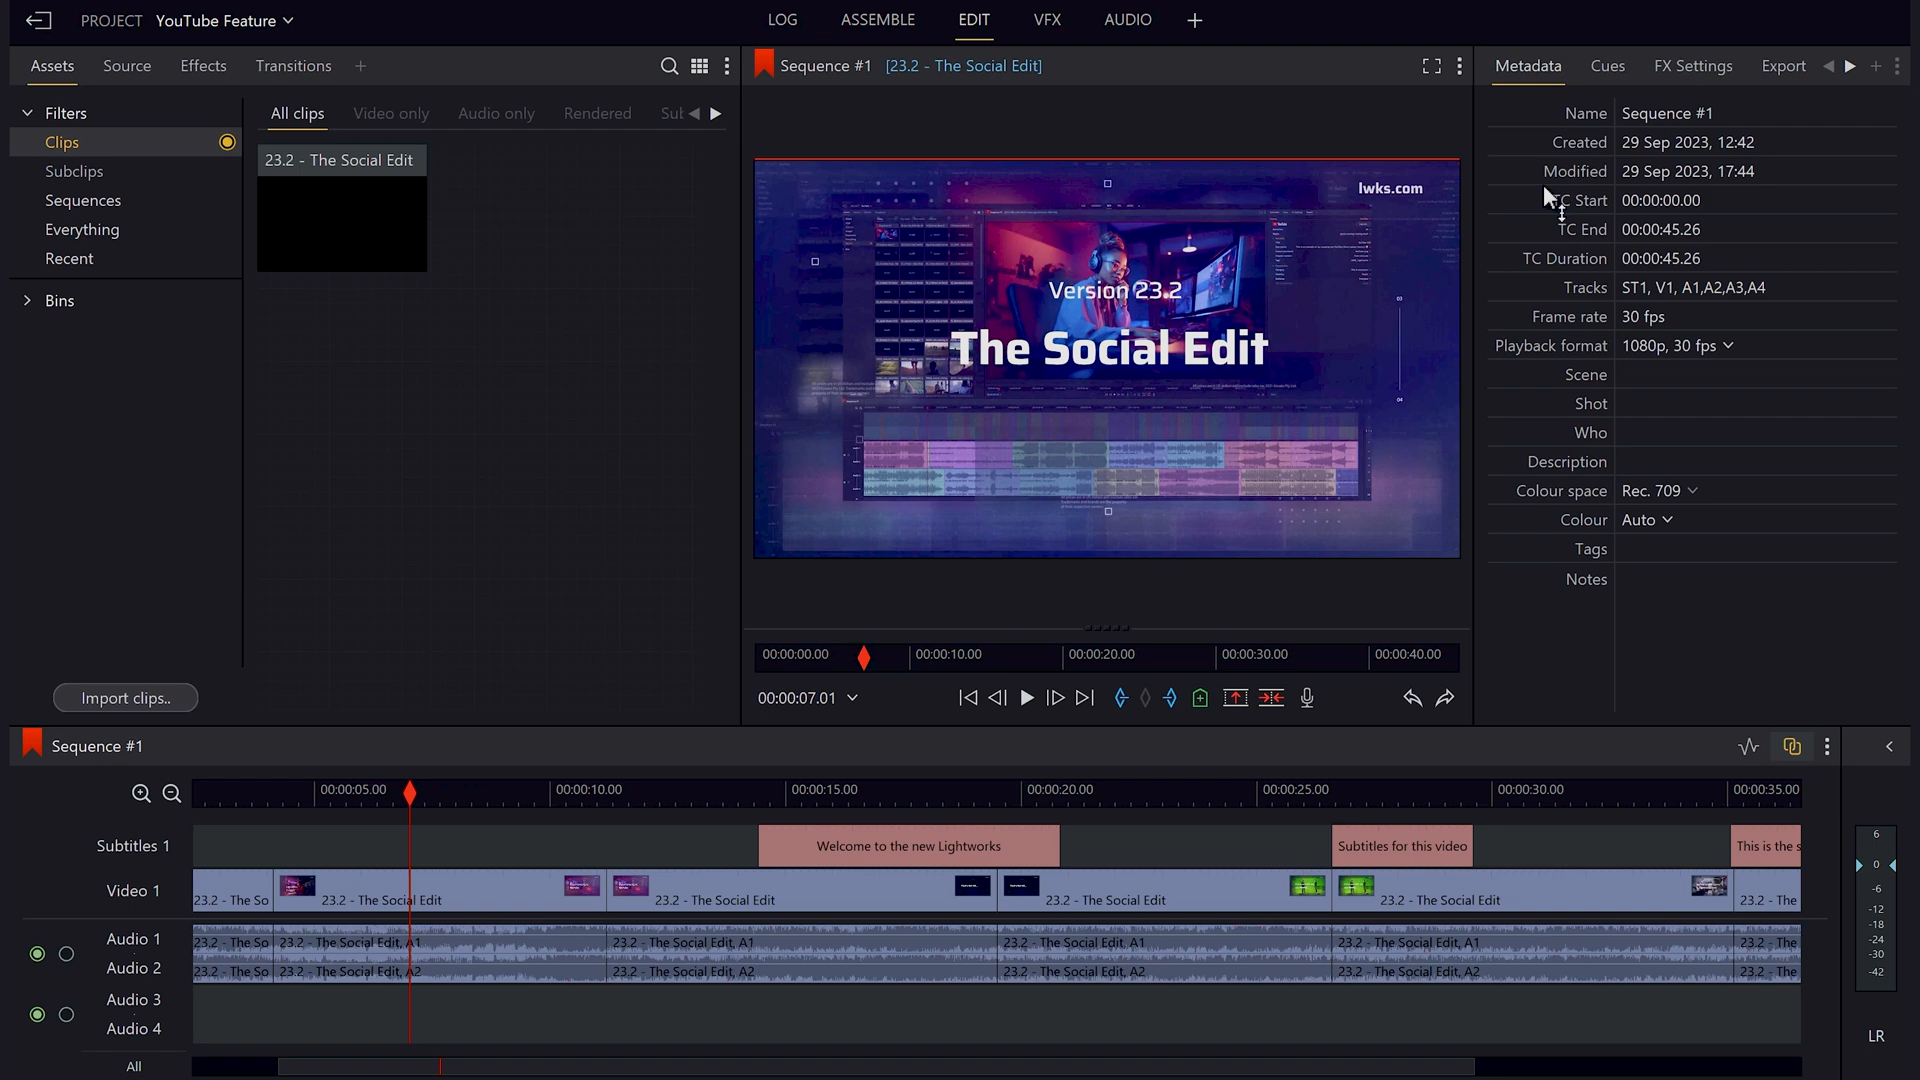 PROJECT YouTube Feature
LOG ASSEMBLE EDIT VFX AUDIO
Assets Source Effects Transitions
Filters
Clips
Subclips
Sequences
Everything
Recent
Bins
All clips Video only Audio only Rendered
23.2 - The Social Edit
Import clips..
Sequence #1 [23.2 - The Social Edit]
lwks.com
Version 23.2
The Social Edit
00:00:00.00 00:00:10.00 00:00:20.00 00:00:30.00 00:00:40.00
00:00:07.01
Metadata Cues FX Settings Export
Name Sequence #1
Created 29 Sep 2023, 12:42
Modified 29 Sep 2023, 17:44
TC Start 00:00:00.00
TC End 00:00:45.26
TC Duration 00:00:45.26
Tracks ST1, V1, A1,A2,A3,A4
Frame rate 30 fps
Playback format 1080p, 30 fps
Scene
Shot
Who
Description
Colour space Rec. 709
Colour Auto
Tags
Notes
Sequence #1
00:00:05.00 00:00:10.00 00:00:15.00 00:00:20.00 00:00:25.00 00:00:30.00 00:00:35.00
Subtitles 1 Welcome to the new Lightworks Subtitles for this video This is the s
Video 1 23.2 - The So 23.2 - The Social Edit 23.2 - The Social Edit 23.2 - The Social Edit 23.2 - The Social Edit 23.2 - The
Audio 1 23.2 - The So 23.2 - The Social Edit, A1 23.2 - The Social Edit, A1 23.2 - The Social Edit, A1 23.2 - The Social Edit, A1 23.2 - The
Audio 2 23.2 - The So 23.2 - The Social Edit, A2 23.2 - The Social Edit, A2 23.2 - The Social Edit, A2 23.2 - The Social Edit, A2 23.2 - The
Audio 3
Audio 4
All
6
0
-6
-12
-18
-24
-30
-42
LR